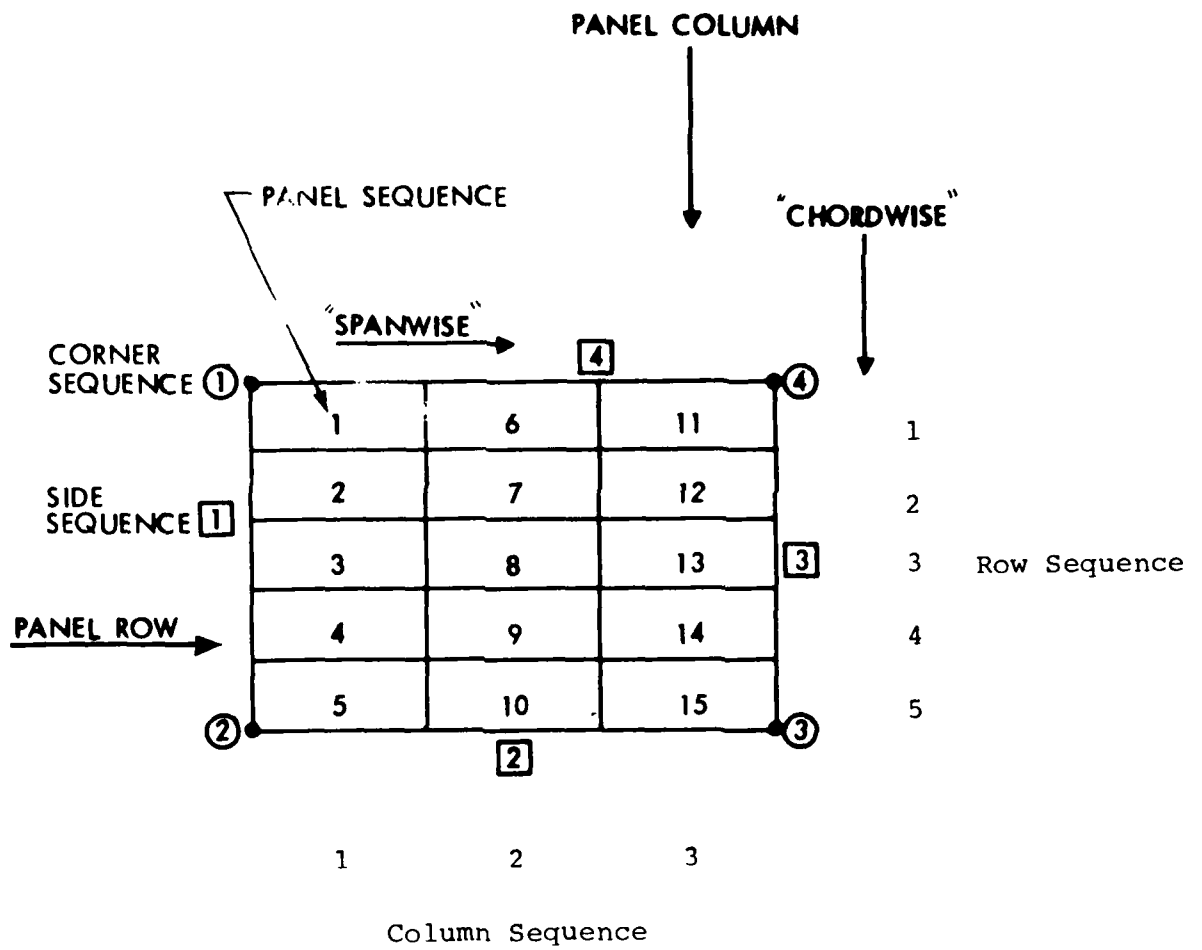 PANEL COLUMN
PANEL SEQUENCE
"CHORDWISE"
"SPANWISE"
CORNER
SEQUENCE 1
4
4
1 6 11 1
SIDE
SEQUENCE 1
2 7 12 2
3 8 13 3 3 Row Sequence
PANEL ROW 4 9 14 4
5 10 15 5
2 3
2
1 2 3
Column Sequence